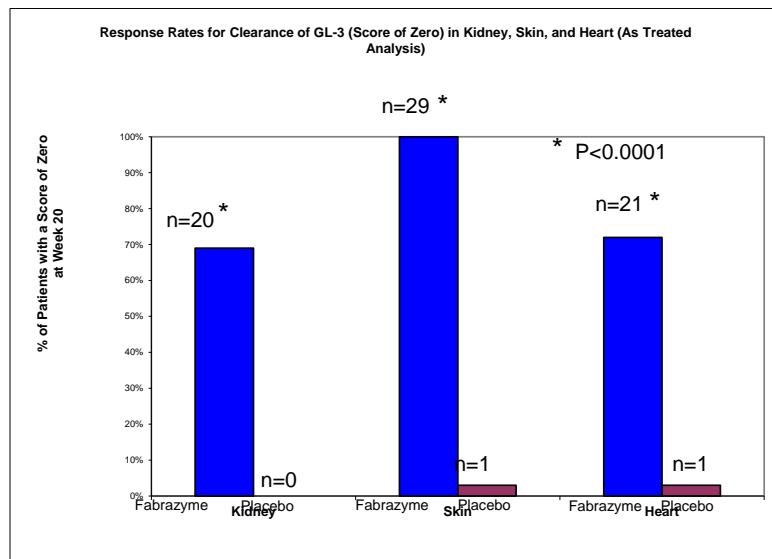 Response Rates for Clearance of GL-3 (Score of Zero) in Kidney, Skin, and Heart (As Treated
Analysis)
% of Patients with a Score of Zero
at Week 20
n=29 *
100%
* P<0.0001
90%
80%
n=20 *
n=21 *
70%
60%
50%
40%
30%
20%
10%
n=0
n=1
n=1
0%
Fabrazyme Placebo Fabrazyme Placebo Fabrazyme Placebo
Kidney Skin Heart